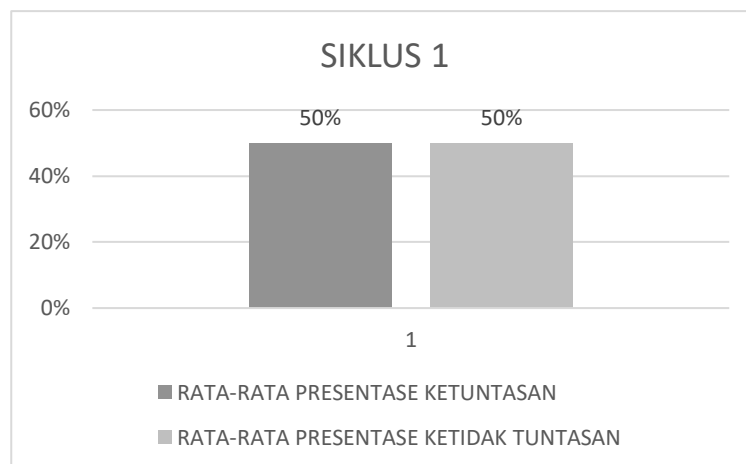 SIKLUS 1
60%
50%
50%
40%
20%
0%
1
RATA-RATA PRESENTASE KETUNTASAN
RATA-RATA PRESENTASE KETIDAK TUNTASAN